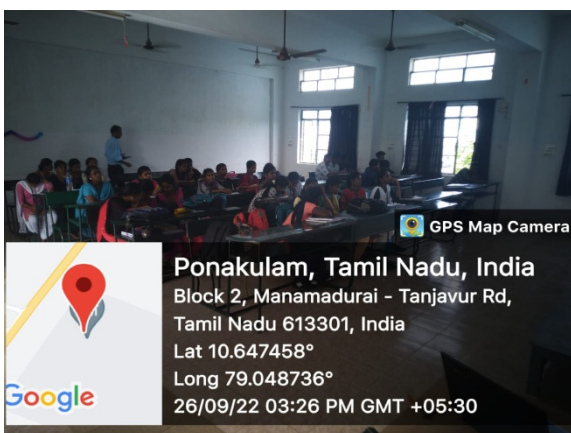 GPS Map Camera
Ponakulam, Tamil Nadu, India
Block 2, Manamadurai - Tanjavur Rd,
Tamil Nadu 613301, India
Lat 10.647458°
Long 79.048736°
Google
26/09/22 03:26 PM GMT +05:30